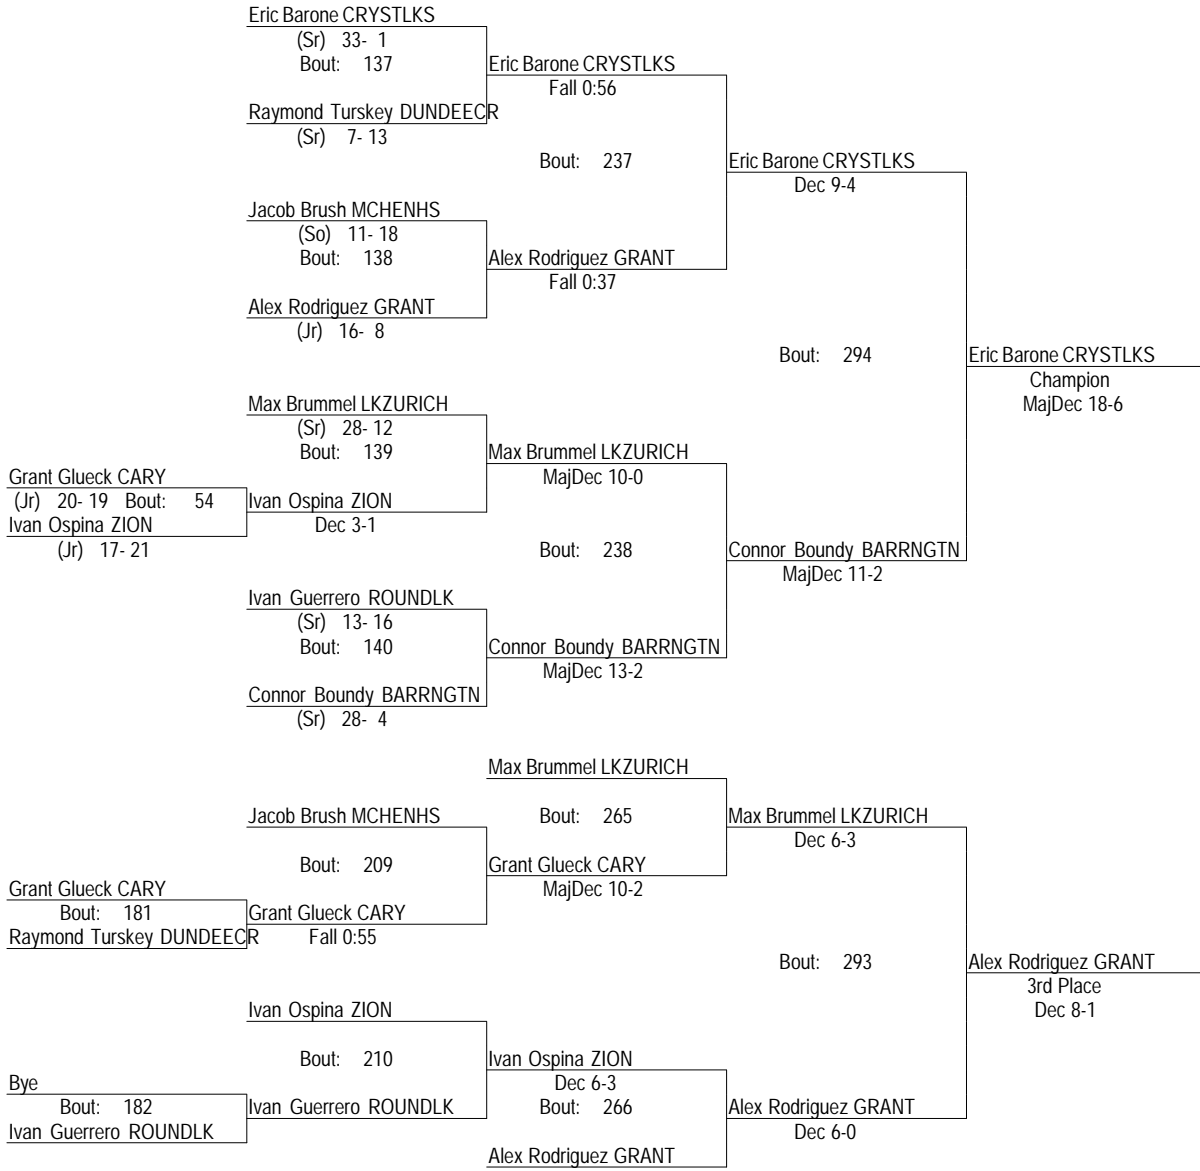 Eric Barone CRYSTLKS
(Sr) 33- 1
Bout: 137
Eric Barone CRYSTLKS
Fall 0:56
Raymond Turskey DUNDEECR
(Sr) 7- 13
Bout: 237
Eric Barone CRYSTLKS
Dec 9-4
Jacob Brush MCHENHS
(So) 11- 18
Bout: 138
Alex Rodriguez GRANT
Fall 0:37
Alex Rodriguez GRANT
(Jr) 16- 8
Bout: 294
Eric Barone CRYSTLKS
Champion
MajDec 18-6
Max Brummel LKZURICH
(Sr) 28- 12
Bout: 139
Max Brummel LKZURICH
MajDec 10-0
Grant Glueck CARY
(Jr) 20- 19 Bout: 54
Ivan Ospina ZION
Dec 3-1
Ivan Ospina ZION
(Jr) 17- 21
Bout: 238
Connor Boundy BARRNGTN
MajDec 11-2
Ivan Guerrero ROUNDLK
(Sr) 13- 16
Bout: 140
Connor Boundy BARRNGTN
MajDec 13-2
Connor Boundy BARRNGTN
(Sr) 28- 4
Max Brummel LKZURICH
Jacob Brush MCHENHS
Bout: 265
Max Brummel LKZURICH
Dec 6-3
Bout: 209
Grant Glueck CARY
MajDec 10-2
Grant Glueck CARY
Bout: 181
Grant Glueck CARY
Raymond Turskey DUNDEECR
Fall 0:55
Bout: 293
Alex Rodriguez GRANT
3rd Place
Dec 8-1
Ivan Ospina ZION
Bout: 210
Ivan Ospina ZION
Dec 6-3
Bye
Bout: 182
Ivan Guerrero ROUNDLK
Bout: 266
Alex Rodriguez GRANT
Dec 6-0
Ivan Guerrero ROUNDLK
Alex Rodriguez GRANT